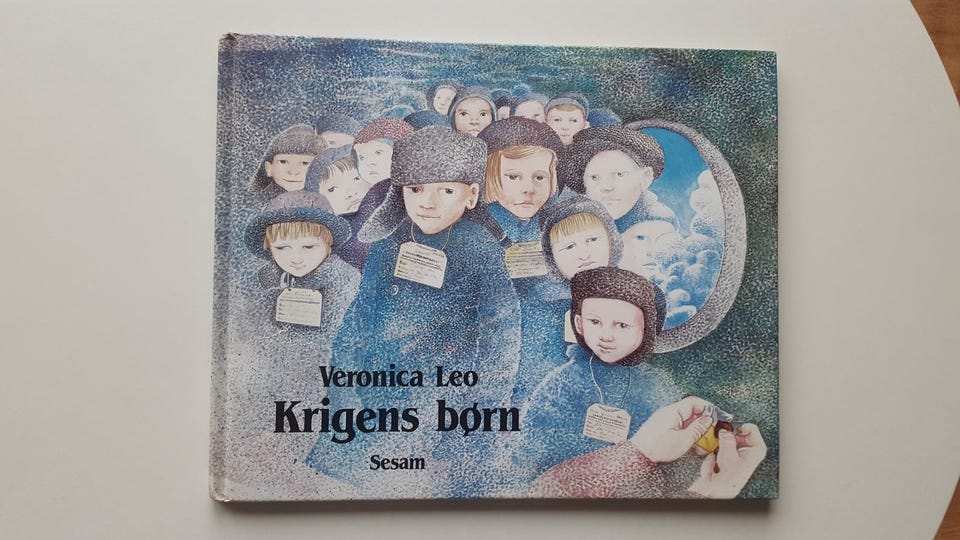 Veronica Leo
Krigens børn
Sesam